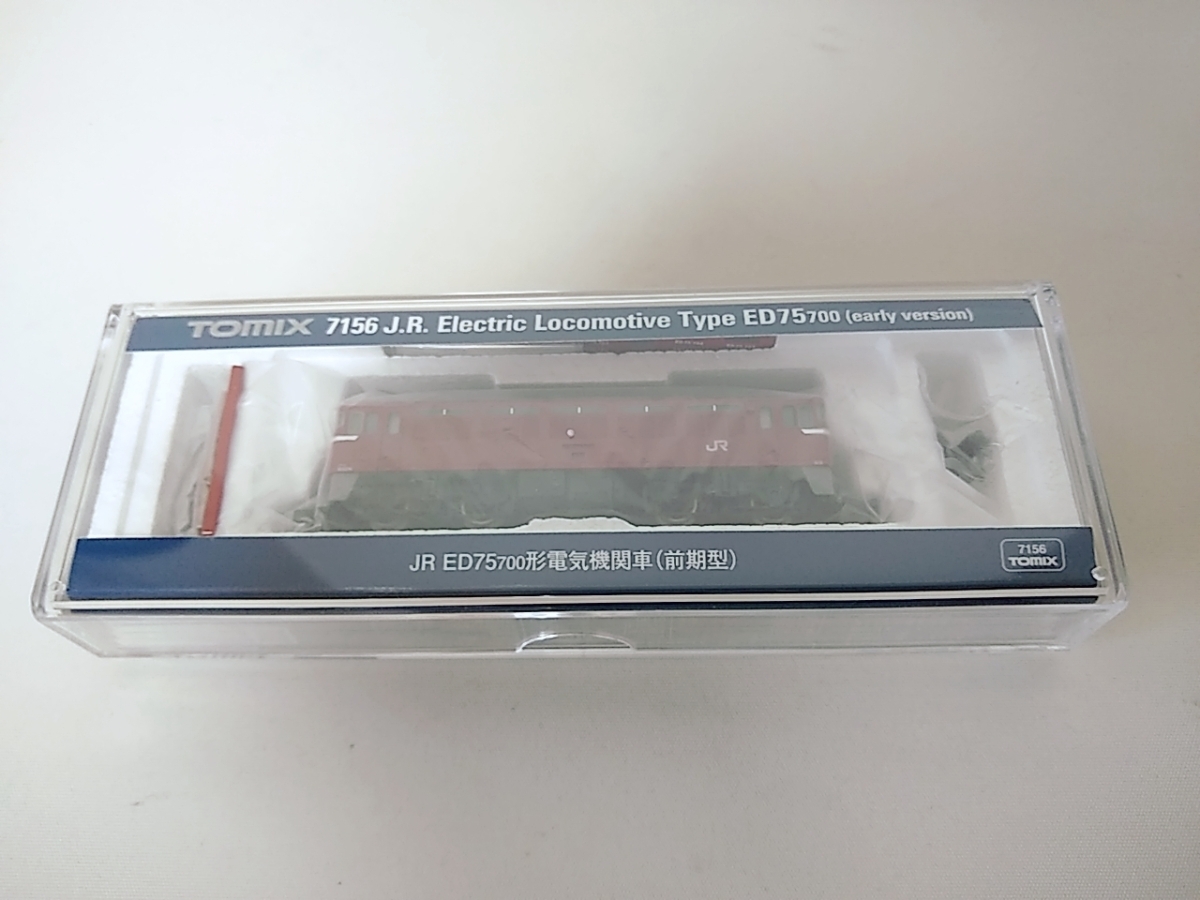 TOMIX 7156 J.R. Electric Locomotive Type ED75700 (early version)
JR
JR ED75700形電気機関車(前期型)
7156
TOMIX